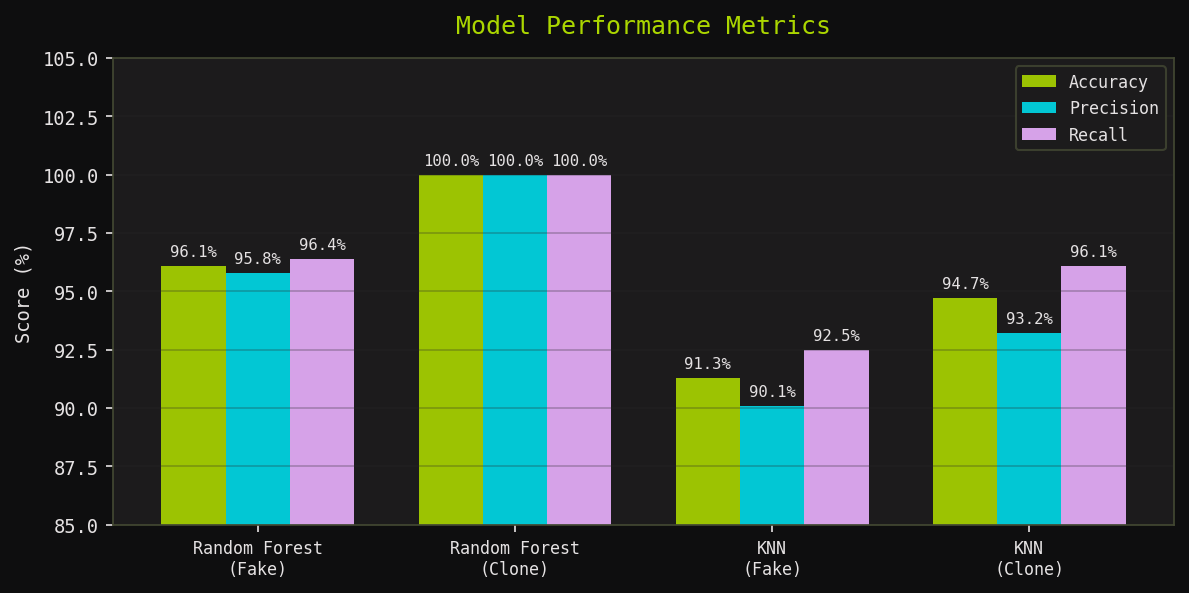 Model Performance Metrics
105.0
102.5
100.0
97.5
95.0
92.5
90.0
87.5
85.0
Score (%)
Accuracy
Precision
Recall
96.1% 95.8% 96.4%
100.0% 100.0% 100.0%
91.3% 90.1% 92.5%
94.7% 93.2% 96.1%
Random Forest
(Fake)
Random Forest
(Clone)
KNN
(Fake)
KNN
(Clone)